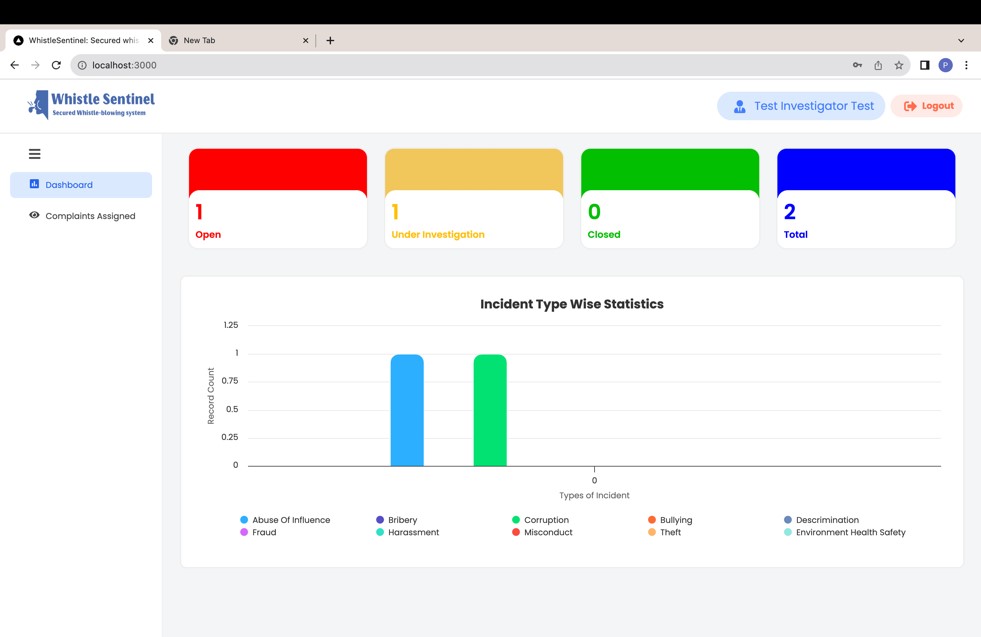 WhistleSentinel: Secured whis
New Tab
localhost:3000
P
Whistle Sentinel
Secured Whistle-blowing system
Test Investigator Test
Logout
Dashboard
Complaints Assigned
1
Open
1
Under Investigation
0
Closed
2
Total
Incident Type Wise Statistics
1.25
1
0.75
0.5
0.25
0
Record Count
0
Types of Incident
Abuse Of Influence Bribery Corruption Bullying Descrimination
Fraud Harassment Misconduct Theft Environment Health Safety